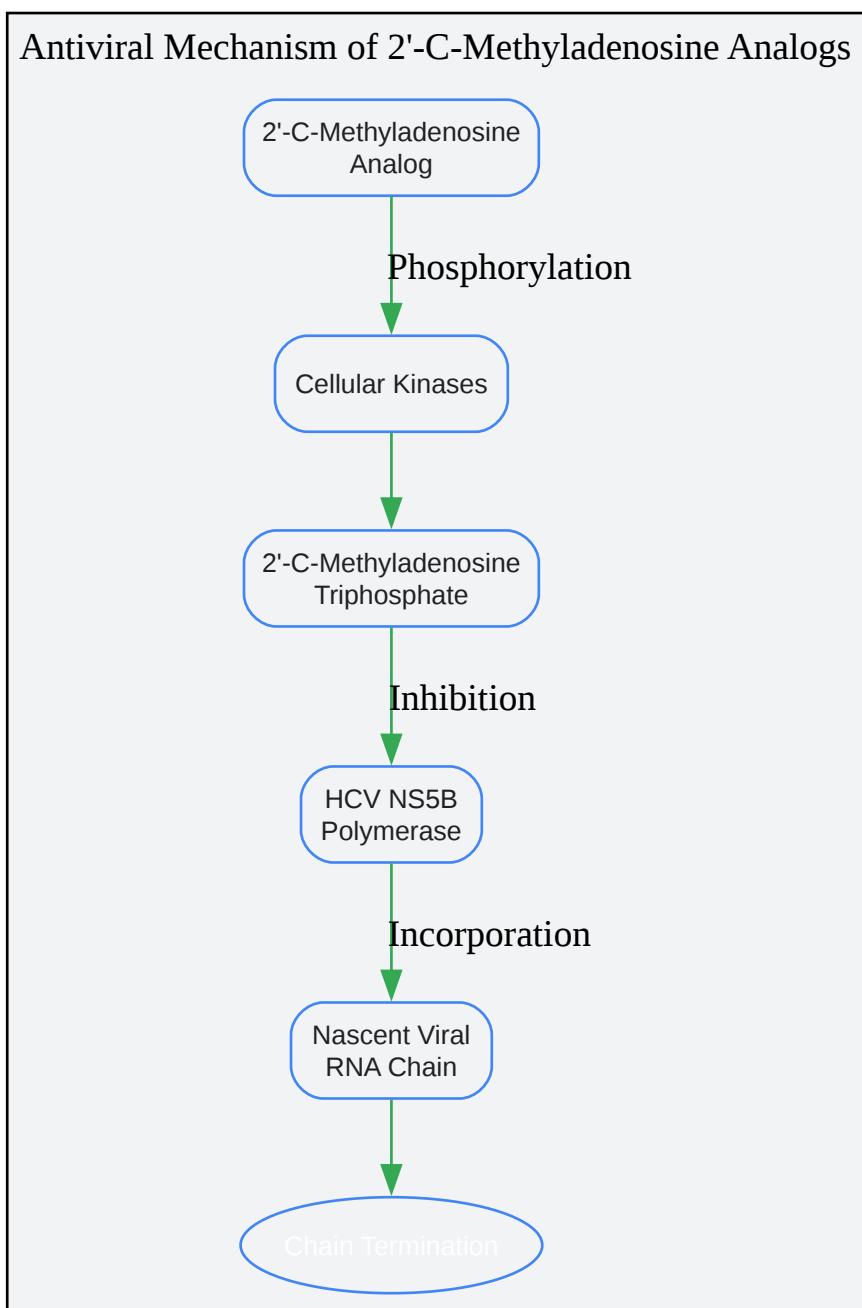 Antiviral Mechanism of 2'-C-Methyladenosine Analogs
2'-C-Methyladenosine
Analog
Phosphorylation
Cellular Kinases
2'-C-Methyladenosine
Triphosphate
Inhibition
HCV NS5B
Polymerase
Incorporation
Nascent Viral
RNA Chain
Chain Termination